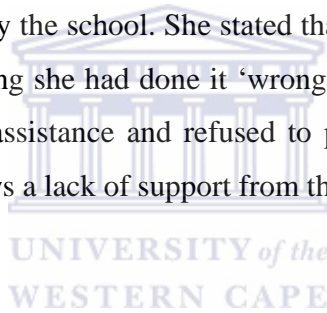 y the school. She stated tha
ng she had done it ‘wrong
assistance and refused to p
s a lack of support from th
UNIVERSITY of the
WESTERN CAPE